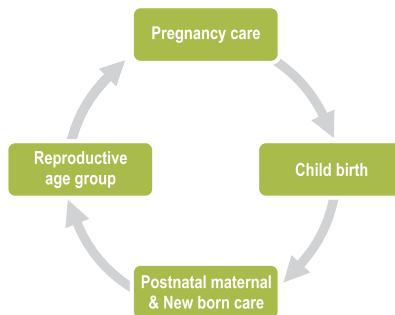 Pregnancy care
Child birth
Postnatal maternal
& New born care
Reproductive
age group